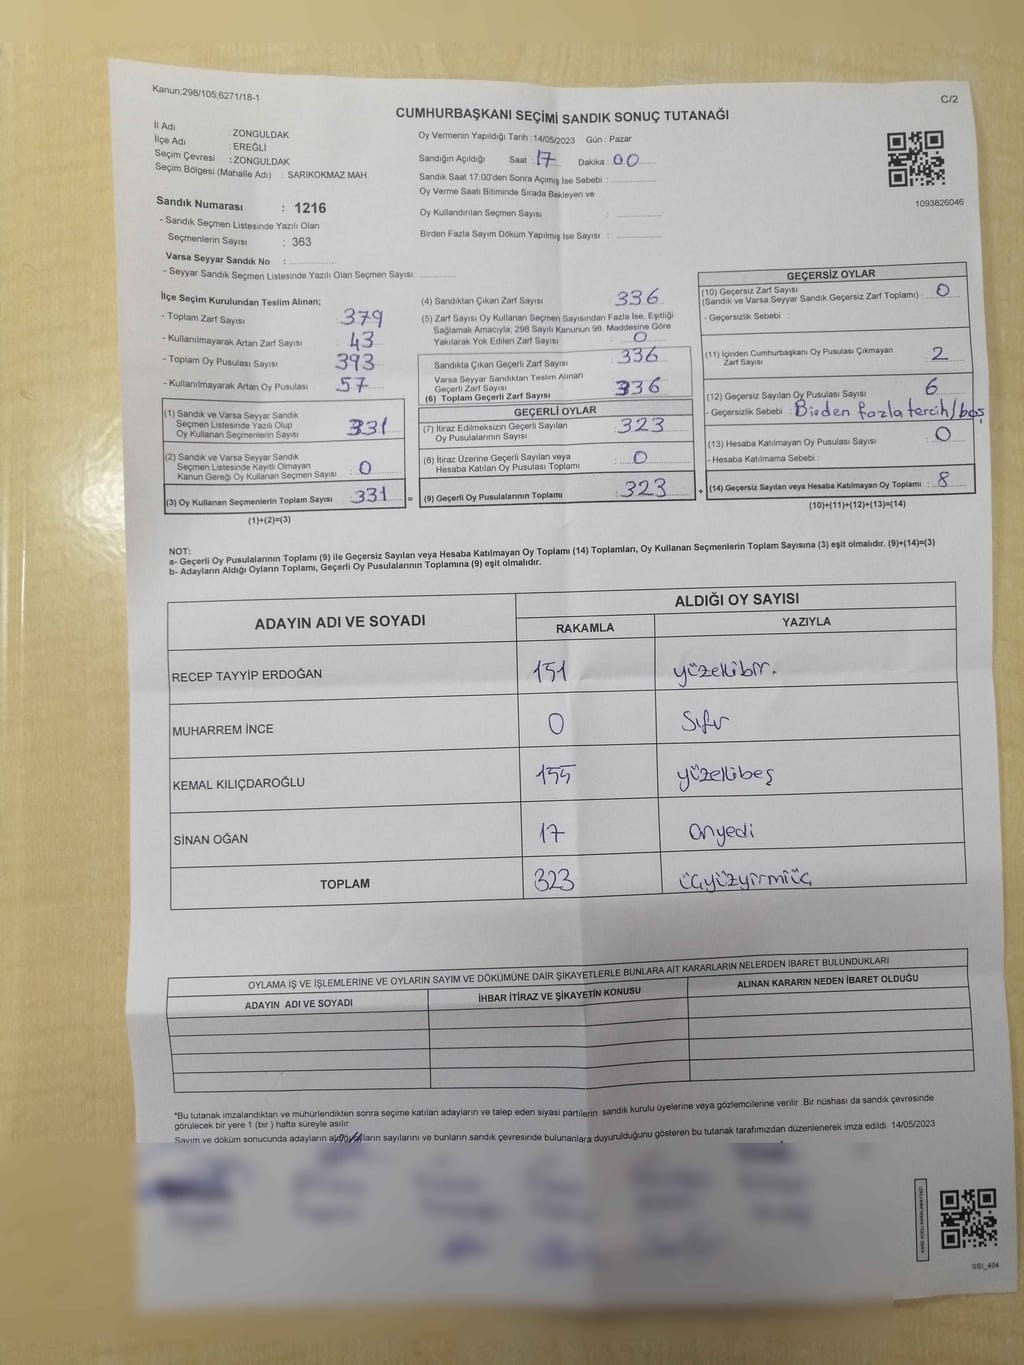 Kanun;298/105;6271/18-1
C/2
CUMHURBAŞKANI SEÇİMİ SANDIK SONUÇ TUTANAĞI
İl Adı : ZONGULDAK
İlçe Adı : EREĞLİ
Seçim Çevresi : ZONGULDAK
Seçim Bölgesi (Mahalle Adı) : SARIKOKMAZ MAH.
Sandık Numarası : 1216
- Sandık Seçmen Listesinde Yazılı Olan
Seçmenlerin Sayısı : 363
Varsa Seyyar Sandık No :
- Seyyar Sandık Seçmen Listesinde Yazılı Olan Seçmen Sayısı:
Oy Vermenin Yapıldığı Tarih : 14/05/2023 Gün : Pazar
Sandığın Açıldığı Saat : 17 Dakika : 00
Sandık Saat 17.00'den Sonra Açımış İse Sebebi :
Oy Verme Saati Bitiminde Sırada Bekleyen ve
Oy Kullandırılan Seçmen Sayısı :
Birden Fazla Sayım Döküm Yapılmış İse Sayısı :
1093826046
İlçe Seçim Kurulundan Teslim Alınan;
- Toplam Zarf Sayısı : 379
- Kullanılmayarak Artan Zarf Sayısı : 43
- Toplam Oy Pusulası Sayısı : 393
- Kullanılmayarak Artan Oy Pusulası : 57
(1) Sandık ve Varsa Seyyar Sandık
Seçmen Listesinde Yazılı Olup
Oy Kullanan Seçmenlerin Sayısı : 331
(2) Sandık ve Varsa Seyyar Sandık
Seçmen Listesinde Kayıtlı Olmayan
Kanun Gereği Oy Kullanan Seçmen Sayısı : 0
(3) Oy Kullanan Seçmenlerin Toplam Sayısı : 331 =
(1)+(2)=(3)
(4) Sandıktan Çıkan Zarf Sayısı : 336
(5) Zarf Sayısı Oy Kullanan Seçmen Sayısından Fazla İse, Eşitliği
Sağlamak Amacıyla; 298 Sayılı Kanunun 98. Maddesine Göre
Yakılarak Yok Edilen Zarf Sayısı : 0
Sandıkta Çıkan Geçerli Zarf Sayısı : 336
Varsa Seyyar Sandıktan Teslim Alınan
Geçerli Zarf Sayısı
(6) Toplam Geçerli Zarf Sayısı : 336
GEÇERLİ OYLAR
(7) İtiraz Edilmeksizin Geçerli Sayılan
Oy Pusulalarının Sayısı : 323
(8) İtiraz Üzerine Geçerli Sayılan veya
Hesaba Katılan Oy Pusulası Toplamı : 0
(9) Geçerli Oy Pusulalarının Toplamı : 323 +
GEÇERSİZ OYLAR
(10) Geçersiz Zarf Sayısı
(Sandık ve Varsa Seyyar Sandık Geçersiz Zarf Toplamı) : 0
- Geçersizlik Sebebi :
(11) İçinden Cumhurbaşkanı Oy Pusulası Çıkmayan
Zarf Sayısı : 2
(12) Geçersiz Sayılan Oy Pusulası Sayısı : 6
- Geçersizlik Sebebi : Birden fazla tercih/boş
(13) Hesaba Katılmayan Oy Pusulası Sayısı : 0
- Hesaba Katılmama Sebebi :
(14) Geçersiz Sayılan veya Hesaba Katılmayan Oy Toplamı : 8
(10)+(11)+(12)+(13)=(14)
NOT:
a- Geçerli Oy Pusulalarının Toplamı (9) ile Geçersiz Sayılan veya Hesaba Katılmayan Oy Toplamı (14) Toplamları, Oy Kullanan Seçmenlerin Toplam Sayısına (3) eşit olmalıdır. (9)+(14)=(3)
b- Adayların Aldığı Oyların Toplamı, Geçerli Oy Pusulalarının Toplamına (9) eşit olmalıdır.
ADAYIN ADI VE SOYADI
ALDIĞI OY SAYISI
RAKAMLA YAZIYLA
RECEP TAYYİP ERDOĞAN 151 yüzellibir.
MUHARREM İNCE 0 Sıfır
KEMAL KILIÇDAROĞLU 155 yüzellibeş
SİNAN OĞAN 17 Onyedi
TOPLAM 323 üçyüzyirmiüç
OYLAMA İŞ VE İŞLEMLERİNE VE OYLARIN SAYIM VE DÖKÜMÜNE DAİR ŞİKAYETLERLE BUNLARA AİT KARARLARIN NELERDEN İBARET BULUNDUKLARI
ADAYIN ADI VE SOYADI İHBAR İTİRAZ VE ŞİKAYETİN KONUSU ALINAN KARARIN NEDEN İBARET OLDUĞU
*Bu tutanak imzalandıktan ve mühürlendikten sonra seçime katılan adayların ve talep eden siyasi partilerin sandık kurulu üyelerine veya gözlemcilerine verilir .Bir nüshası da sandık çevresinde
görülecek bir yere 1 (bir ) hafta süreyle asılır.
Sayım ve döküm sonucunda adayların aldığı oyların sayılarını ve bunların sandık çevresinde bulunanlara duyurulduğunu gösteren bu tutanak tarafımızdan düzenlenerek imza edildi. 14/05/2023
SSI_404